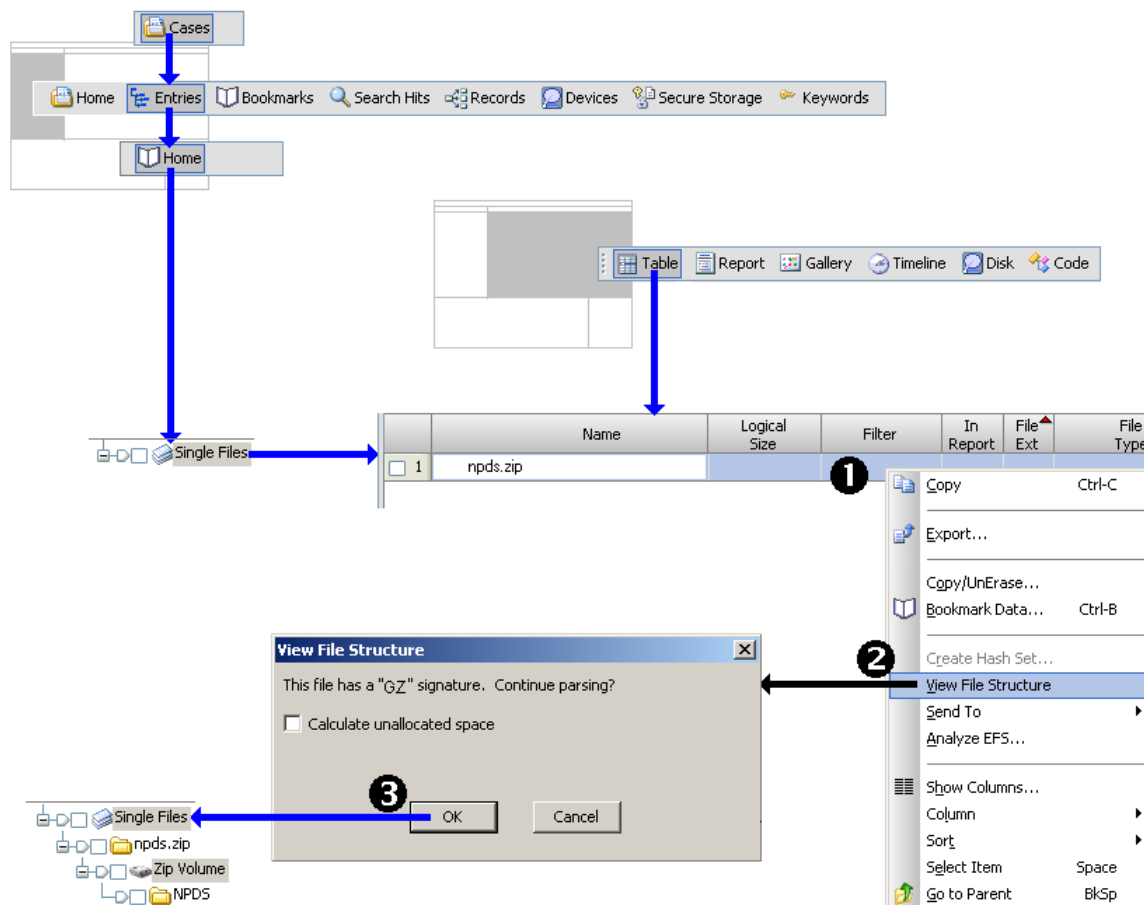 Cases
Home Entries Bookmarks Search Hits Records Devices Secure Storage Keywords
Home
Table Report Gallery Timeline Disk Code
Name Logical Size Filter In Report File Ext File Type
Single Files
1 npds.zip
1
Copy Ctrl-C
Export...
Copy/UnErase...
Bookmark Data... Ctrl-B
2
Create Hash Set...
View File Structure
Send To
Analyze EFS...
Show Columns...
Column
Sort
Select Item Space
Go to Parent BkSp
View File Structure
This file has a "GZ" signature. Continue parsing?
Calculate unallocated space
3
OK Cancel
Single Files
npds.zip
Zip Volume
NPDS